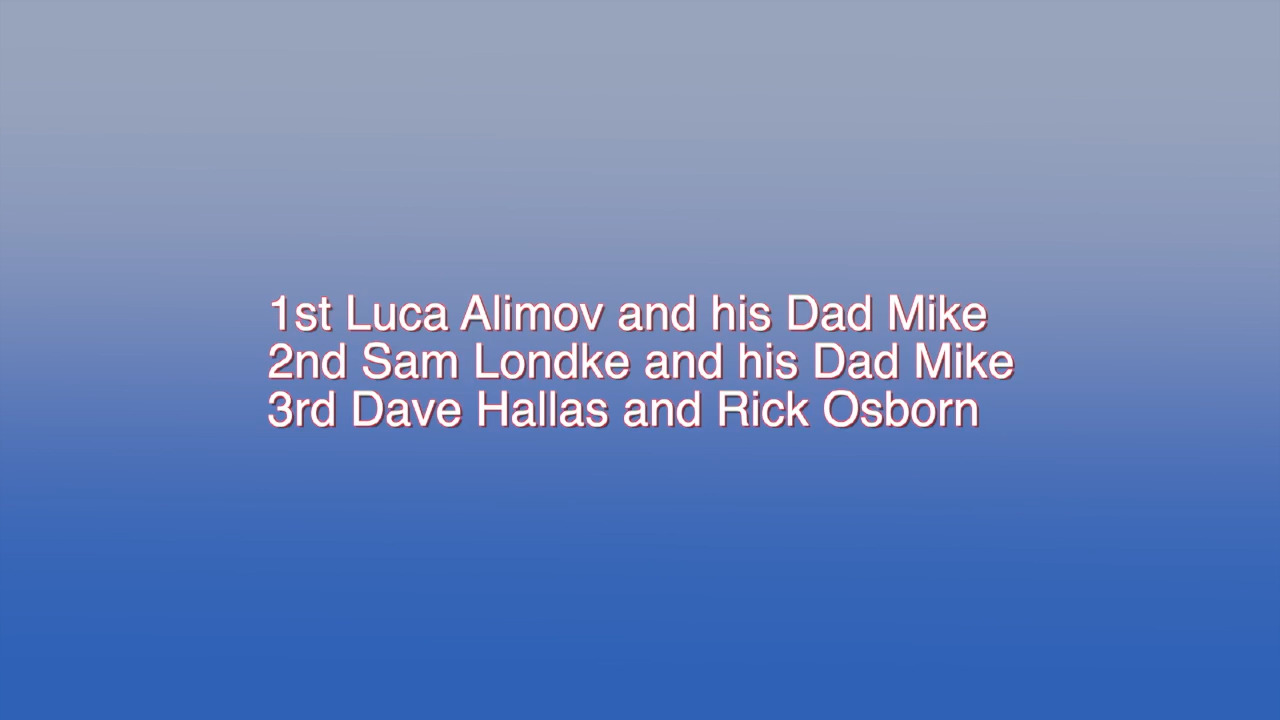 1st Luca Alimov and his Dad Mike
2nd Sam Londke and his Dad Mike
3rd Dave Hallas and Rick Osborn